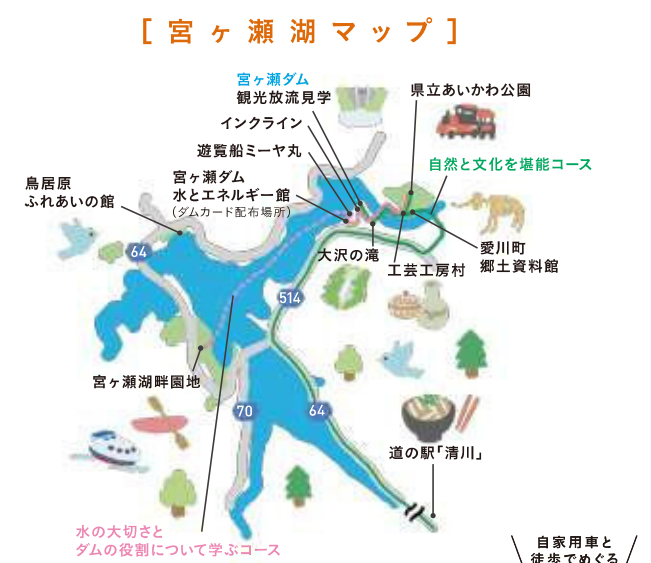 ［宮ヶ瀬湖マップ］
宮ヶ瀬ダム
観光放流見学
インクライン
遊覧船ミーヤ丸
宮ヶ瀬ダム
水とエネルギー館
(ダムカード配布場所)
県立あいかわ公園
自然と文化を堪能コース
鳥居原
ふれあいの館
64
大沢の滝
工芸工房村
愛川町
郷土資料館
514
宮ヶ瀬湖畔園地
70
64
道の駅「清川」
水の大切さと
ダムの役割について学ぶコース
自家用車と
徒歩でめぐる